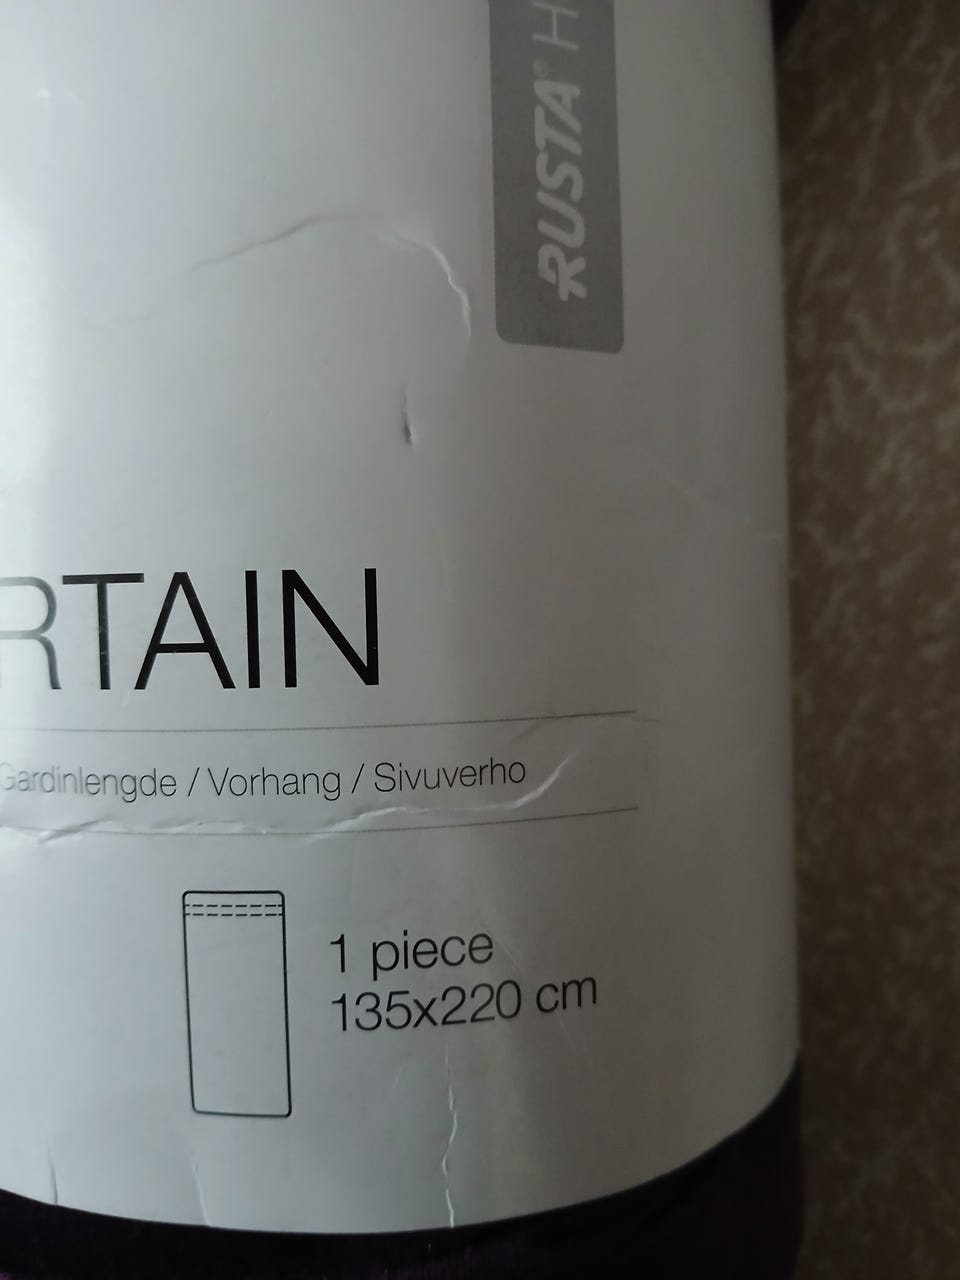 RUSTA® H
RTAIN
Gardinlengde / Vorhang / Sivuverho
1 piece
135x220 cm